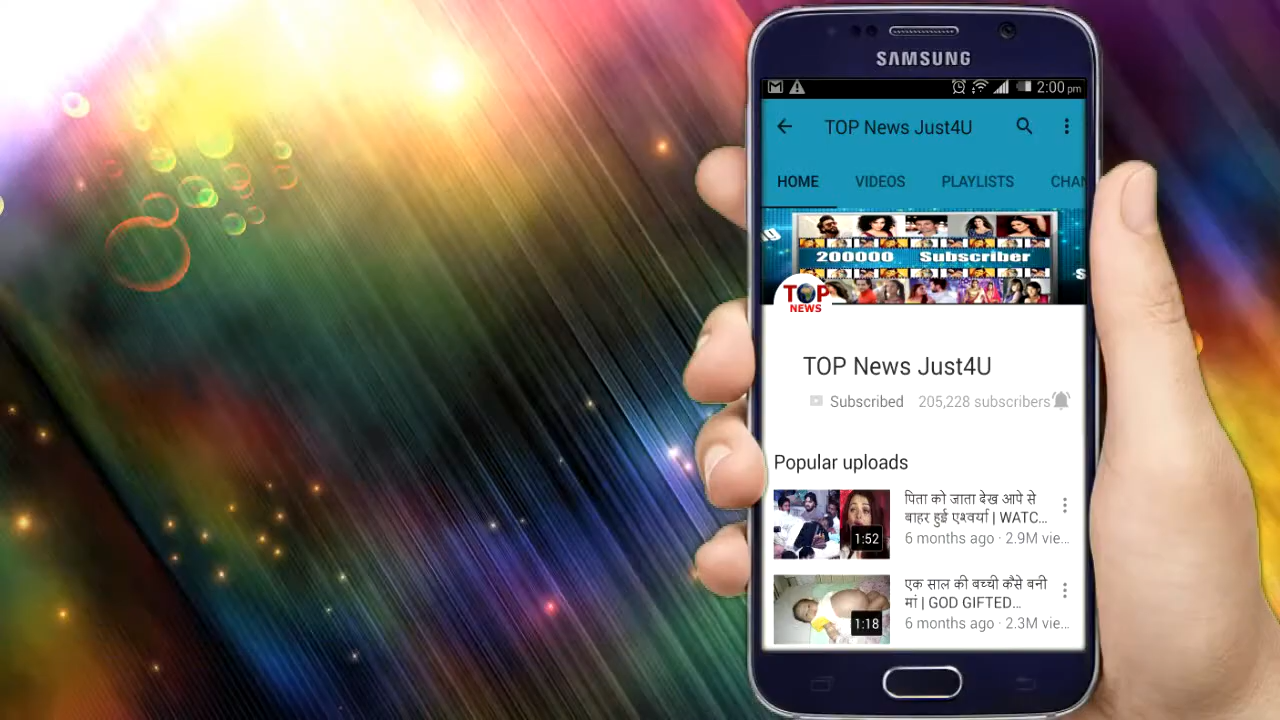 SAMSUNG
2:00 pm
TOP News Just4U
HOME VIDEOS PLAYLISTS CHAN
200000 Subscriber
TOP
NEWS
TOP News Just4U
Subscribed 205,228 subscribers
Popular uploads
पिता को जाता देख आपे से
बाहर हुई एश्वर्या | WATC...
1:52
6 months ago · 2.9M vie...
एक साल की बच्ची कैसे बनी
मां | GOD GIFTED...
1:18
6 months ago · 2.3M vie...